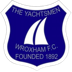 THE YACHTSMEN
WROXHAM F.C.
FOUNDED 1892